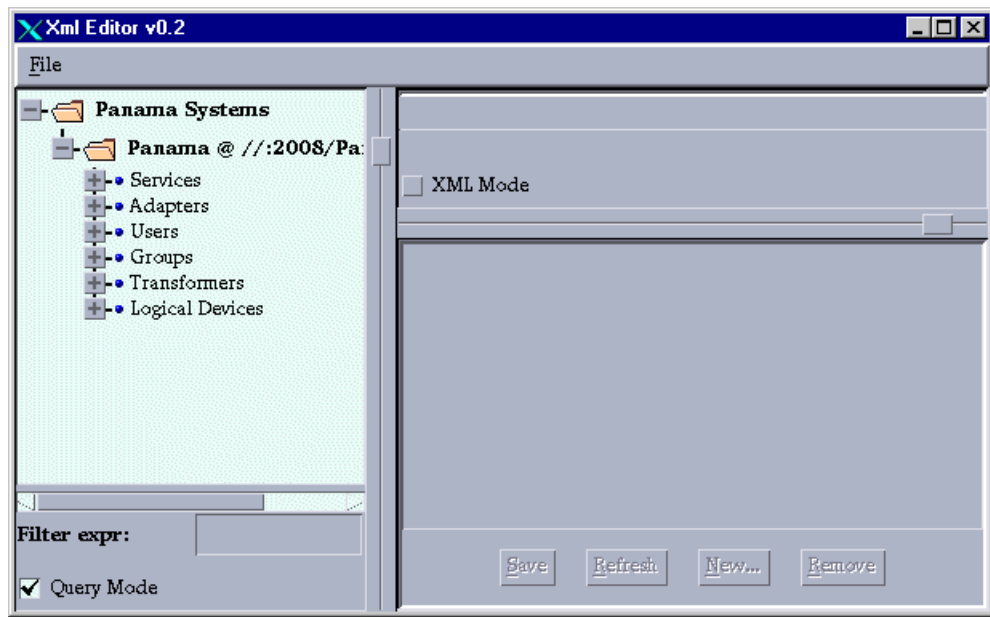 Xml Editor v0.2
File
Panama Systems
Panama @ //:2008/Pa
Services
Adapters
Users
Groups
Transformers
Logical Devices
Filter expr:
Query Mode
XML Mode
Save Refresh New... Remove